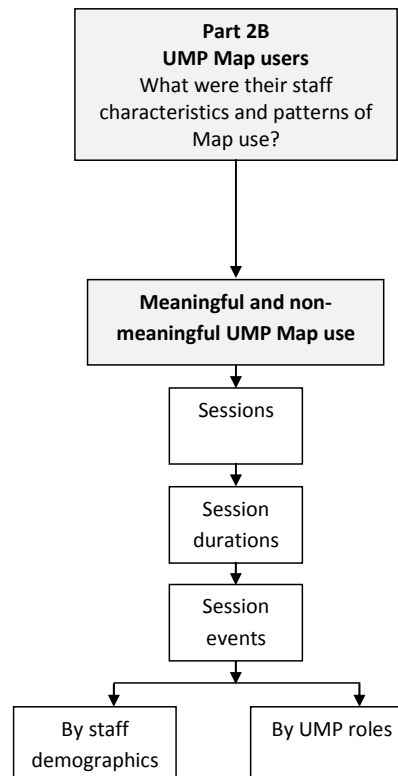 Part 2B
UMP Map users
What were their staff
characteristics and patterns of
Map use?
Meaningful and non-
meaningful UMP Map use
Sessions
Session
durations
Session
events
By staff
demographics
By UMP roles